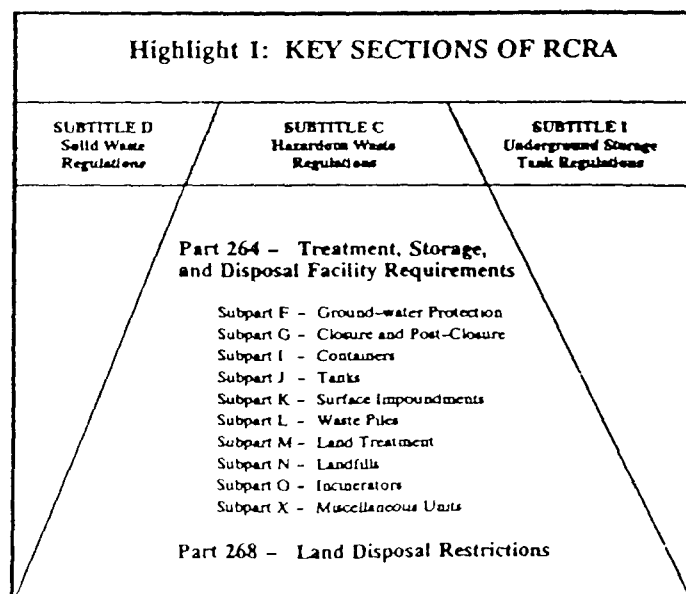 Highlight 1: KEY SECTIONS OF RCRA
SUBTITLE D
Solid Waste
Regulations
SUBTITLE C
Hazardous Waste
Regulations
SUBTITLE I
Underground Storage
Tank Regulations
Part 264 - Treatment, Storage,
and Disposal Facility Requirements
Subpart F - Ground-water Protection
Subpart G - Closure and Post-Closure
Subpart I - Containers
Subpart J - Tanks
Subpart K - Surface Impoundments
Subpart L - Waste Piles
Subpart M - Land Treatment
Subpart N - Landfills
Subpart O - Incinerators
Subpart X - Miscellaneous Units
Part 268 - Land Disposal Restrictions